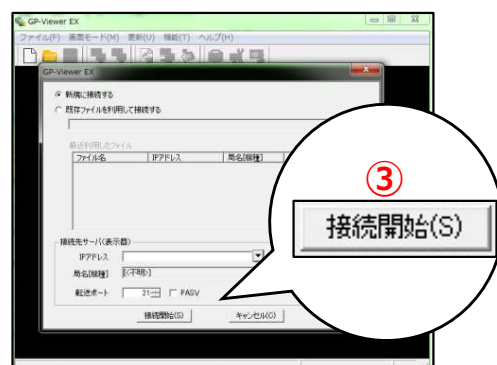 GP-Viewer EX
ファイル(F) 画面モード(M) 更新(U) 機能(T) ヘルプ(H)
GP-Viewer EX
新規に接続する
既存ファイルを利用して接続する
最近利用したファイル
ファイル名 IPアドレス 局名[機種]
③
接続開始(S)
接続先サーバ(表示器)
IPアドレス
局名[機種] [(不明)]
転送ポート 21 PASV
接続開始(S) キャンセル(C)